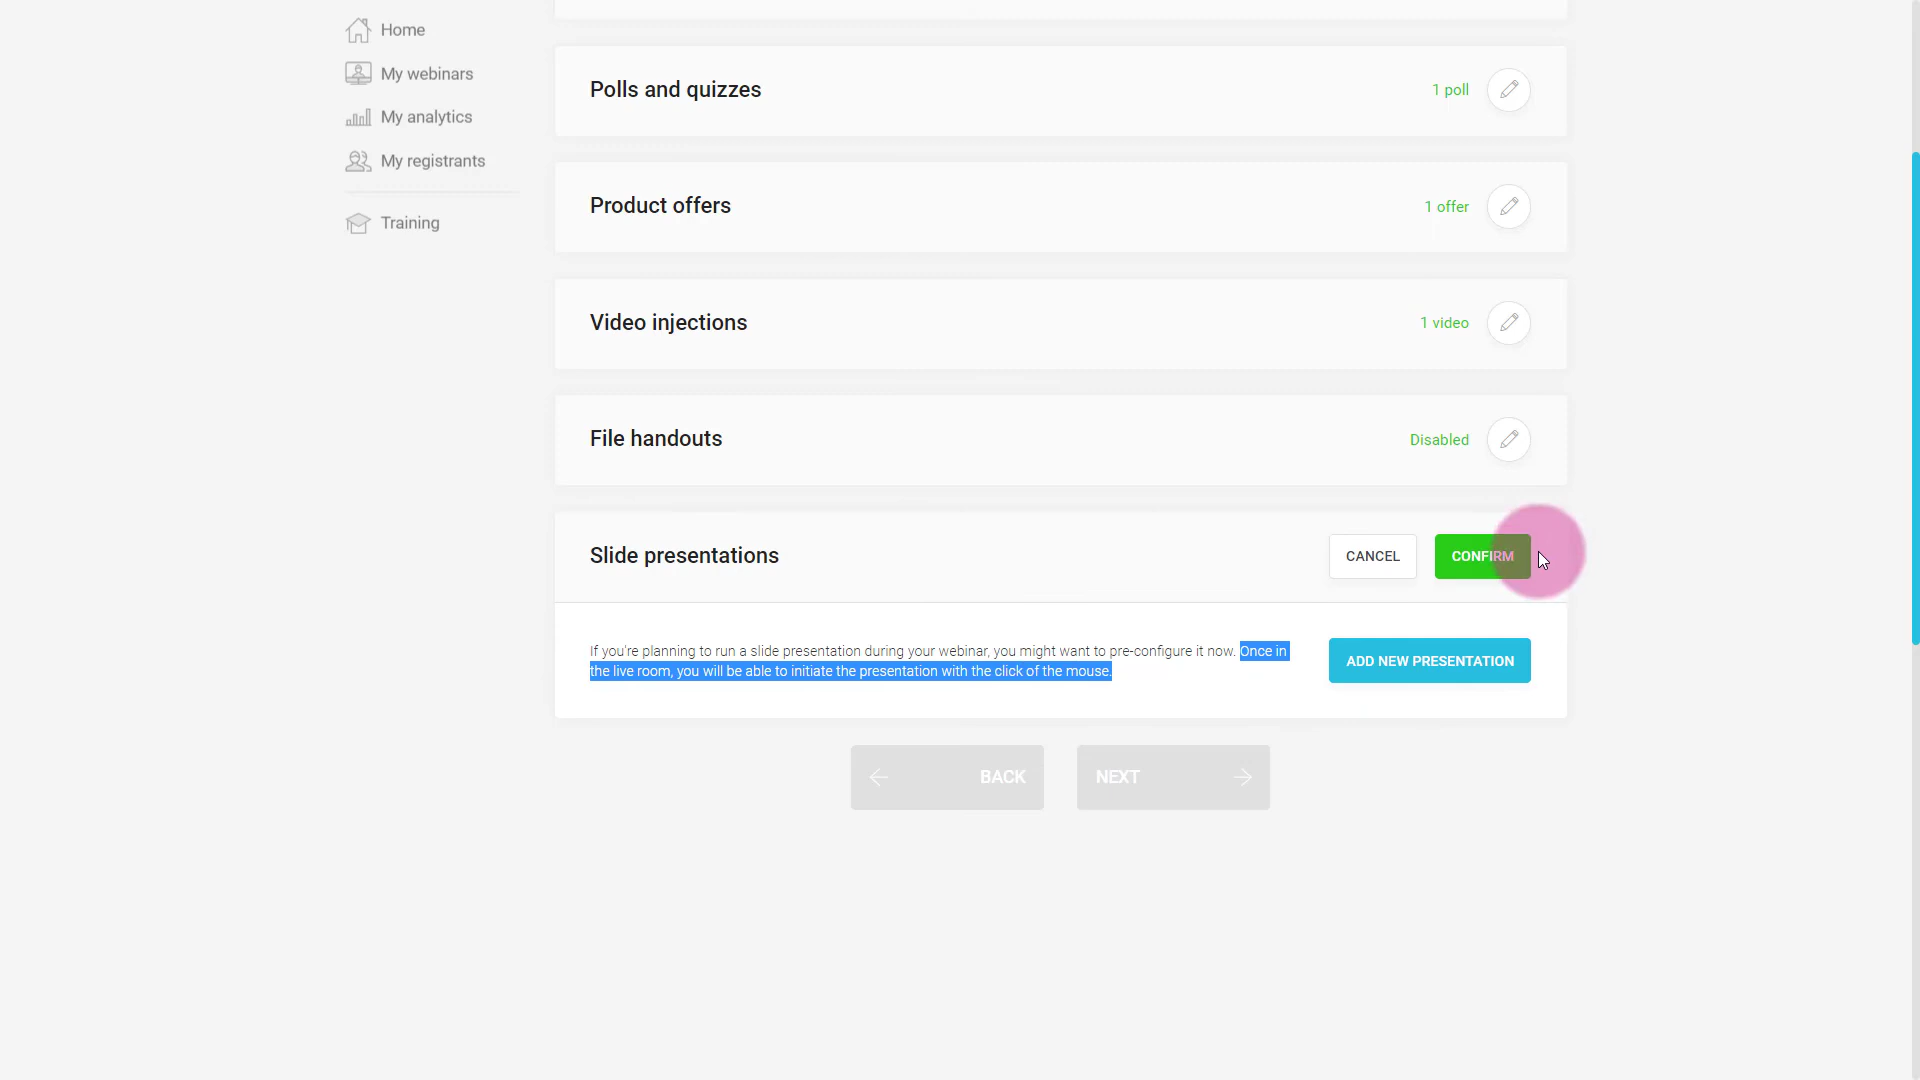 Home
My webinars
My analytics
My registrants
Training
Polls and quizzes
1 poll
Product offers
1 offer
Video injections
1 video
File handouts
Disabled
Slide presentations
CANCEL
CONFIRM
If you're planning to run a slide presentation during your webinar, you might want to pre-configure it now. Once in
the live room, you will be able to initiate the presentation with the click of the mouse.
ADD NEW PRESENTATION
BACK
NEXT